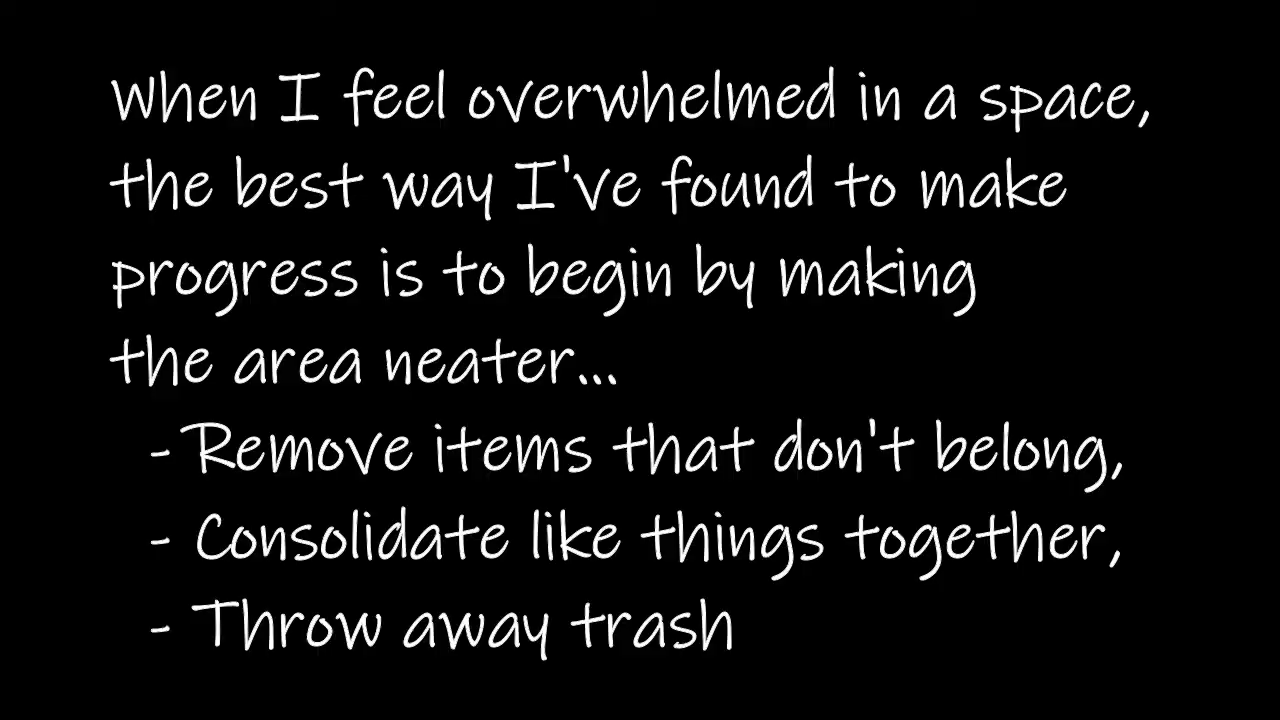 When I feel overwhelmed in a space,
the best way I've found to make
progress is to begin by making
the area neater...
- Remove items that don't belong,
- Consolidate like things together,
- Throw away trash